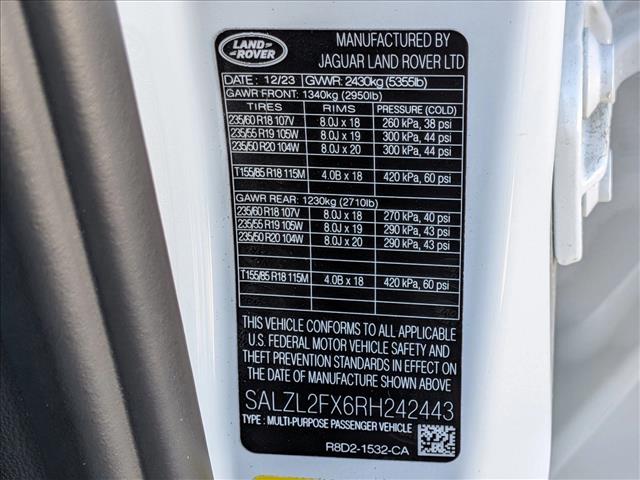 LAND ROVER
MANUFACTURED BY
JAGUAR LAND ROVER LTD
DATE : 12/23 GVWR: 2430kg (5355lb)
GAWR FRONT: 1340kg (2950lb)
TIRES RIMS PRESSURE (COLD)
235/60 R18 107V 8.0J x 18 260 kPa, 38 psi
235/55 R19 105W 8.0J x 19 300 kPa, 44 psi
235/50 R20 104W 8.0J x 20 300 kPa, 44 psi
T155/85 R18 115M 4.0B x 18 420 kPa, 60 psi
GAWR REAR: 1230kg (2710lb)
235/60 R18 107V 8.0J x 18 270 kPa, 40 psi
235/55 R19 105W 8.0J x 19 290 kPa, 43 psi
235/50 R20 104W 8.0J x 20 290 kPa, 43 psi
T155/85 R18 115M 4.0B x 18 420 kPa, 60 psi
THIS VEHICLE CONFORMS TO ALL APPLICABLE
U.S. FEDERAL MOTOR VEHICLE SAFETY AND
THEFT PREVENTION STANDARDS IN EFFECT ON
THE DATE OF MANUFACTURE SHOWN ABOVE.
SALZL2FX6RH242443
TYPE : MULTI-PURPOSE PASSENGER VEHICLE
R8D2-1532-CA